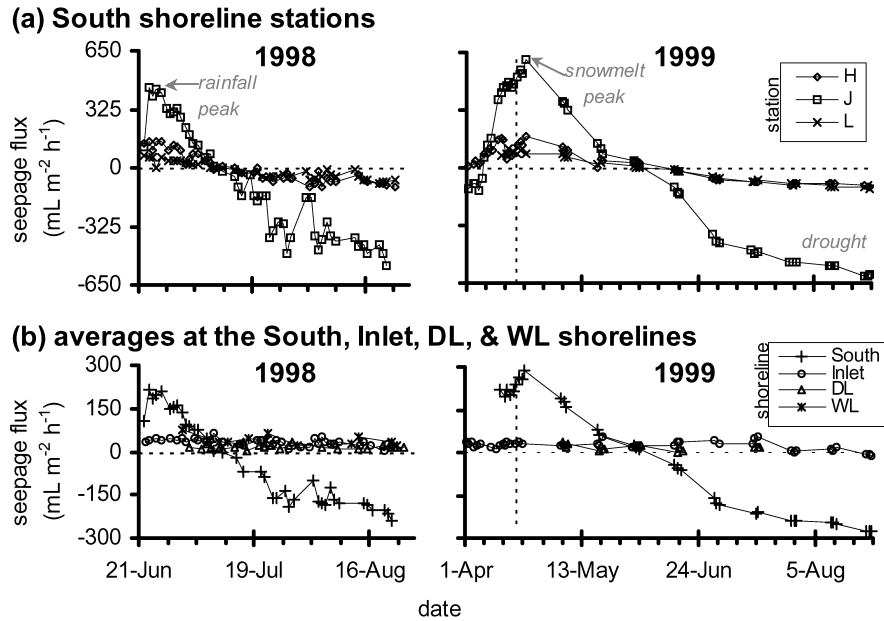 (a) South shoreline stations
650
325
0
-325
-650
seepage flux
(mL m-2 h-1)
1998
rainfall
peak
1999
snowmelt
peak
drought
station
H
J
L
(b) averages at the South, Inlet, DL, & WL shorelines
300
150
0
-150
-300
seepage flux
(mL m-2 h-1)
1998
1999
shoreline
South
Inlet
DL
WL
21-Jun
19-Jul
16-Aug
1-Apr
13-May
24-Jun
5-Aug
date